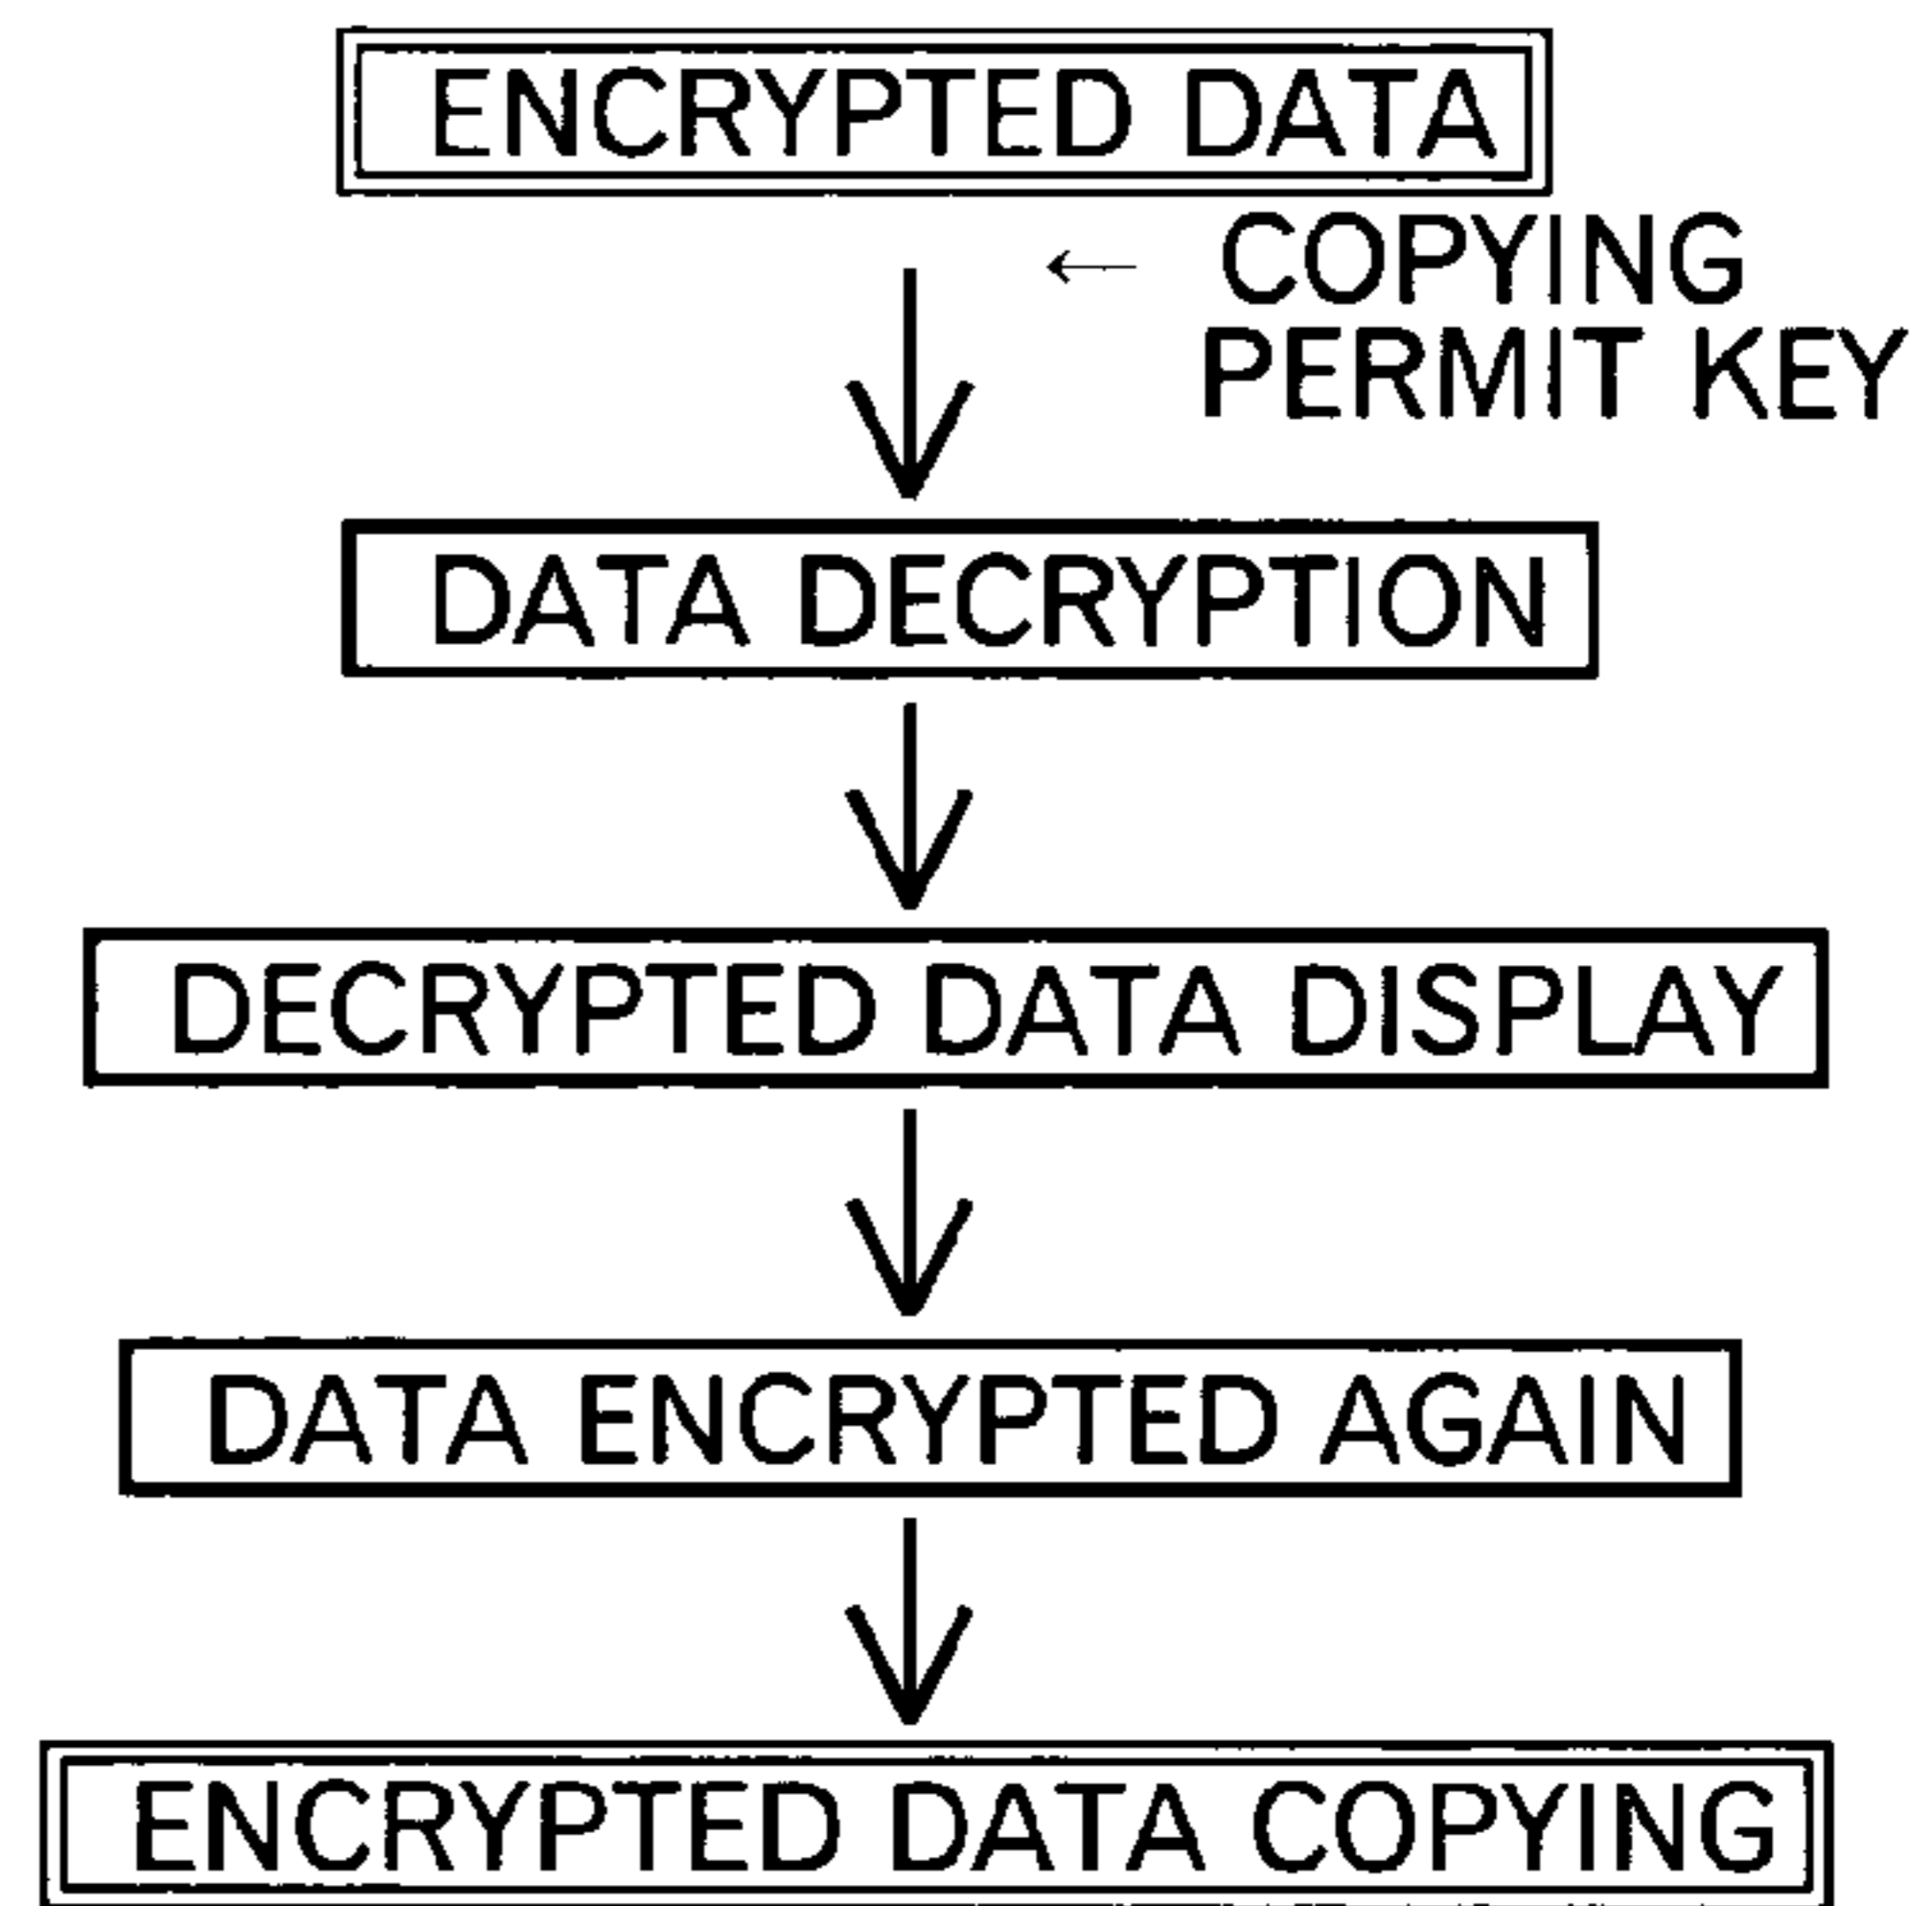 ENCRYPTED DATA
← COPYING
PERMIT KEY
DATA DECRYPTION
DECRYPTED DATA DISPLAY
DATA ENCRYPTED AGAIN
ENCRYPTED DATA COPYING